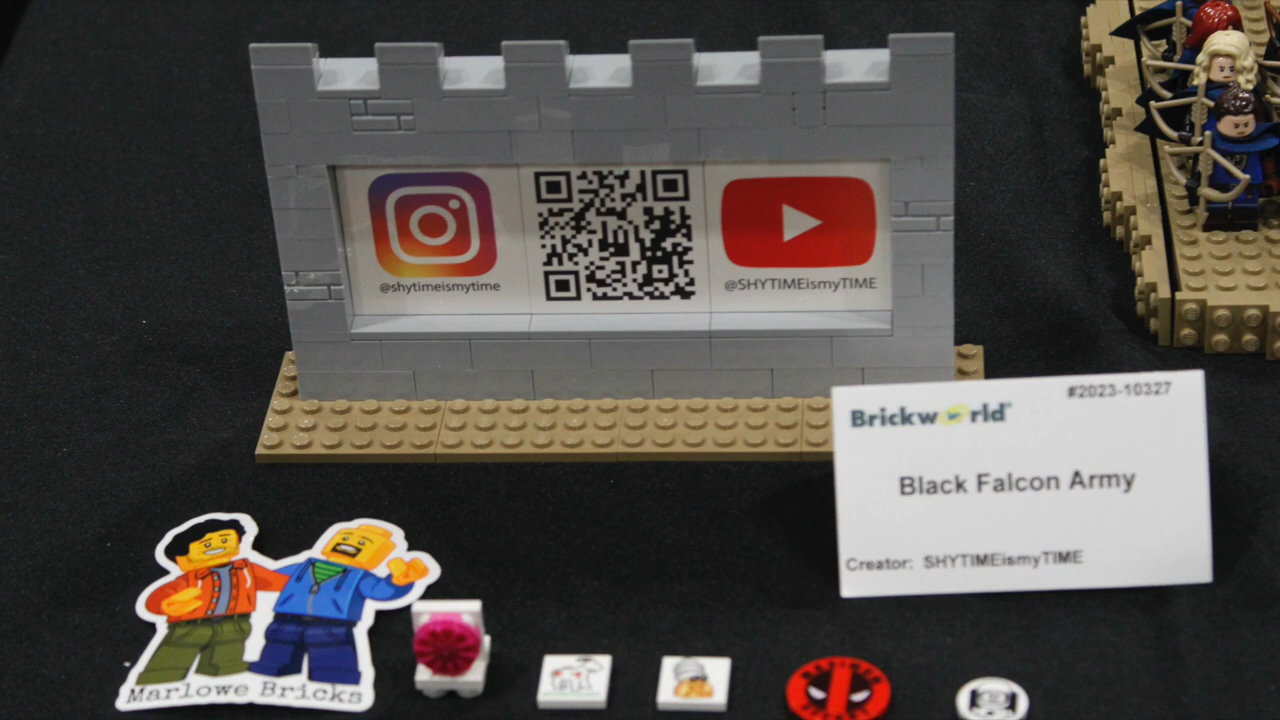 @shytimeismytime
@SHYTIMEismyTIME
#2023-10327
Brickworld
Black Falcon Army
Creator: SHYTIMEismyTIME
Marlowe Bricks